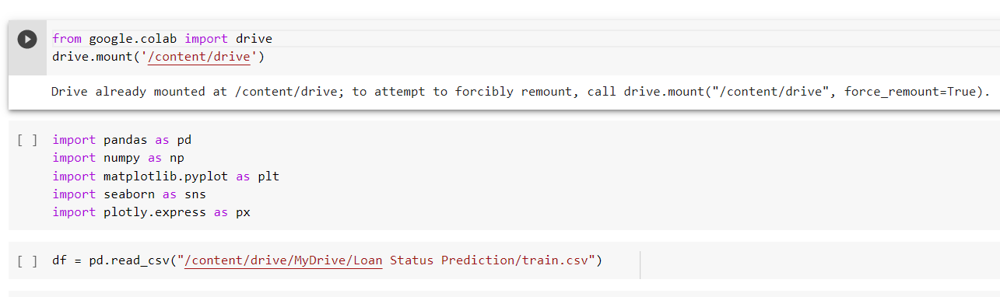 from google.colab import drive
drive.mount('/content/drive')
Drive already mounted at /content/drive; to attempt to forcibly remount, call drive.mount("/content/drive", force_remount=True).
[ ] import pandas as pd
import numpy as np
import matplotlib.pyplot as plt
import seaborn as sns
import plotly.express as px
[ ] df = pd.read_csv("/content/drive/MyDrive/Loan Status Prediction/train.csv")